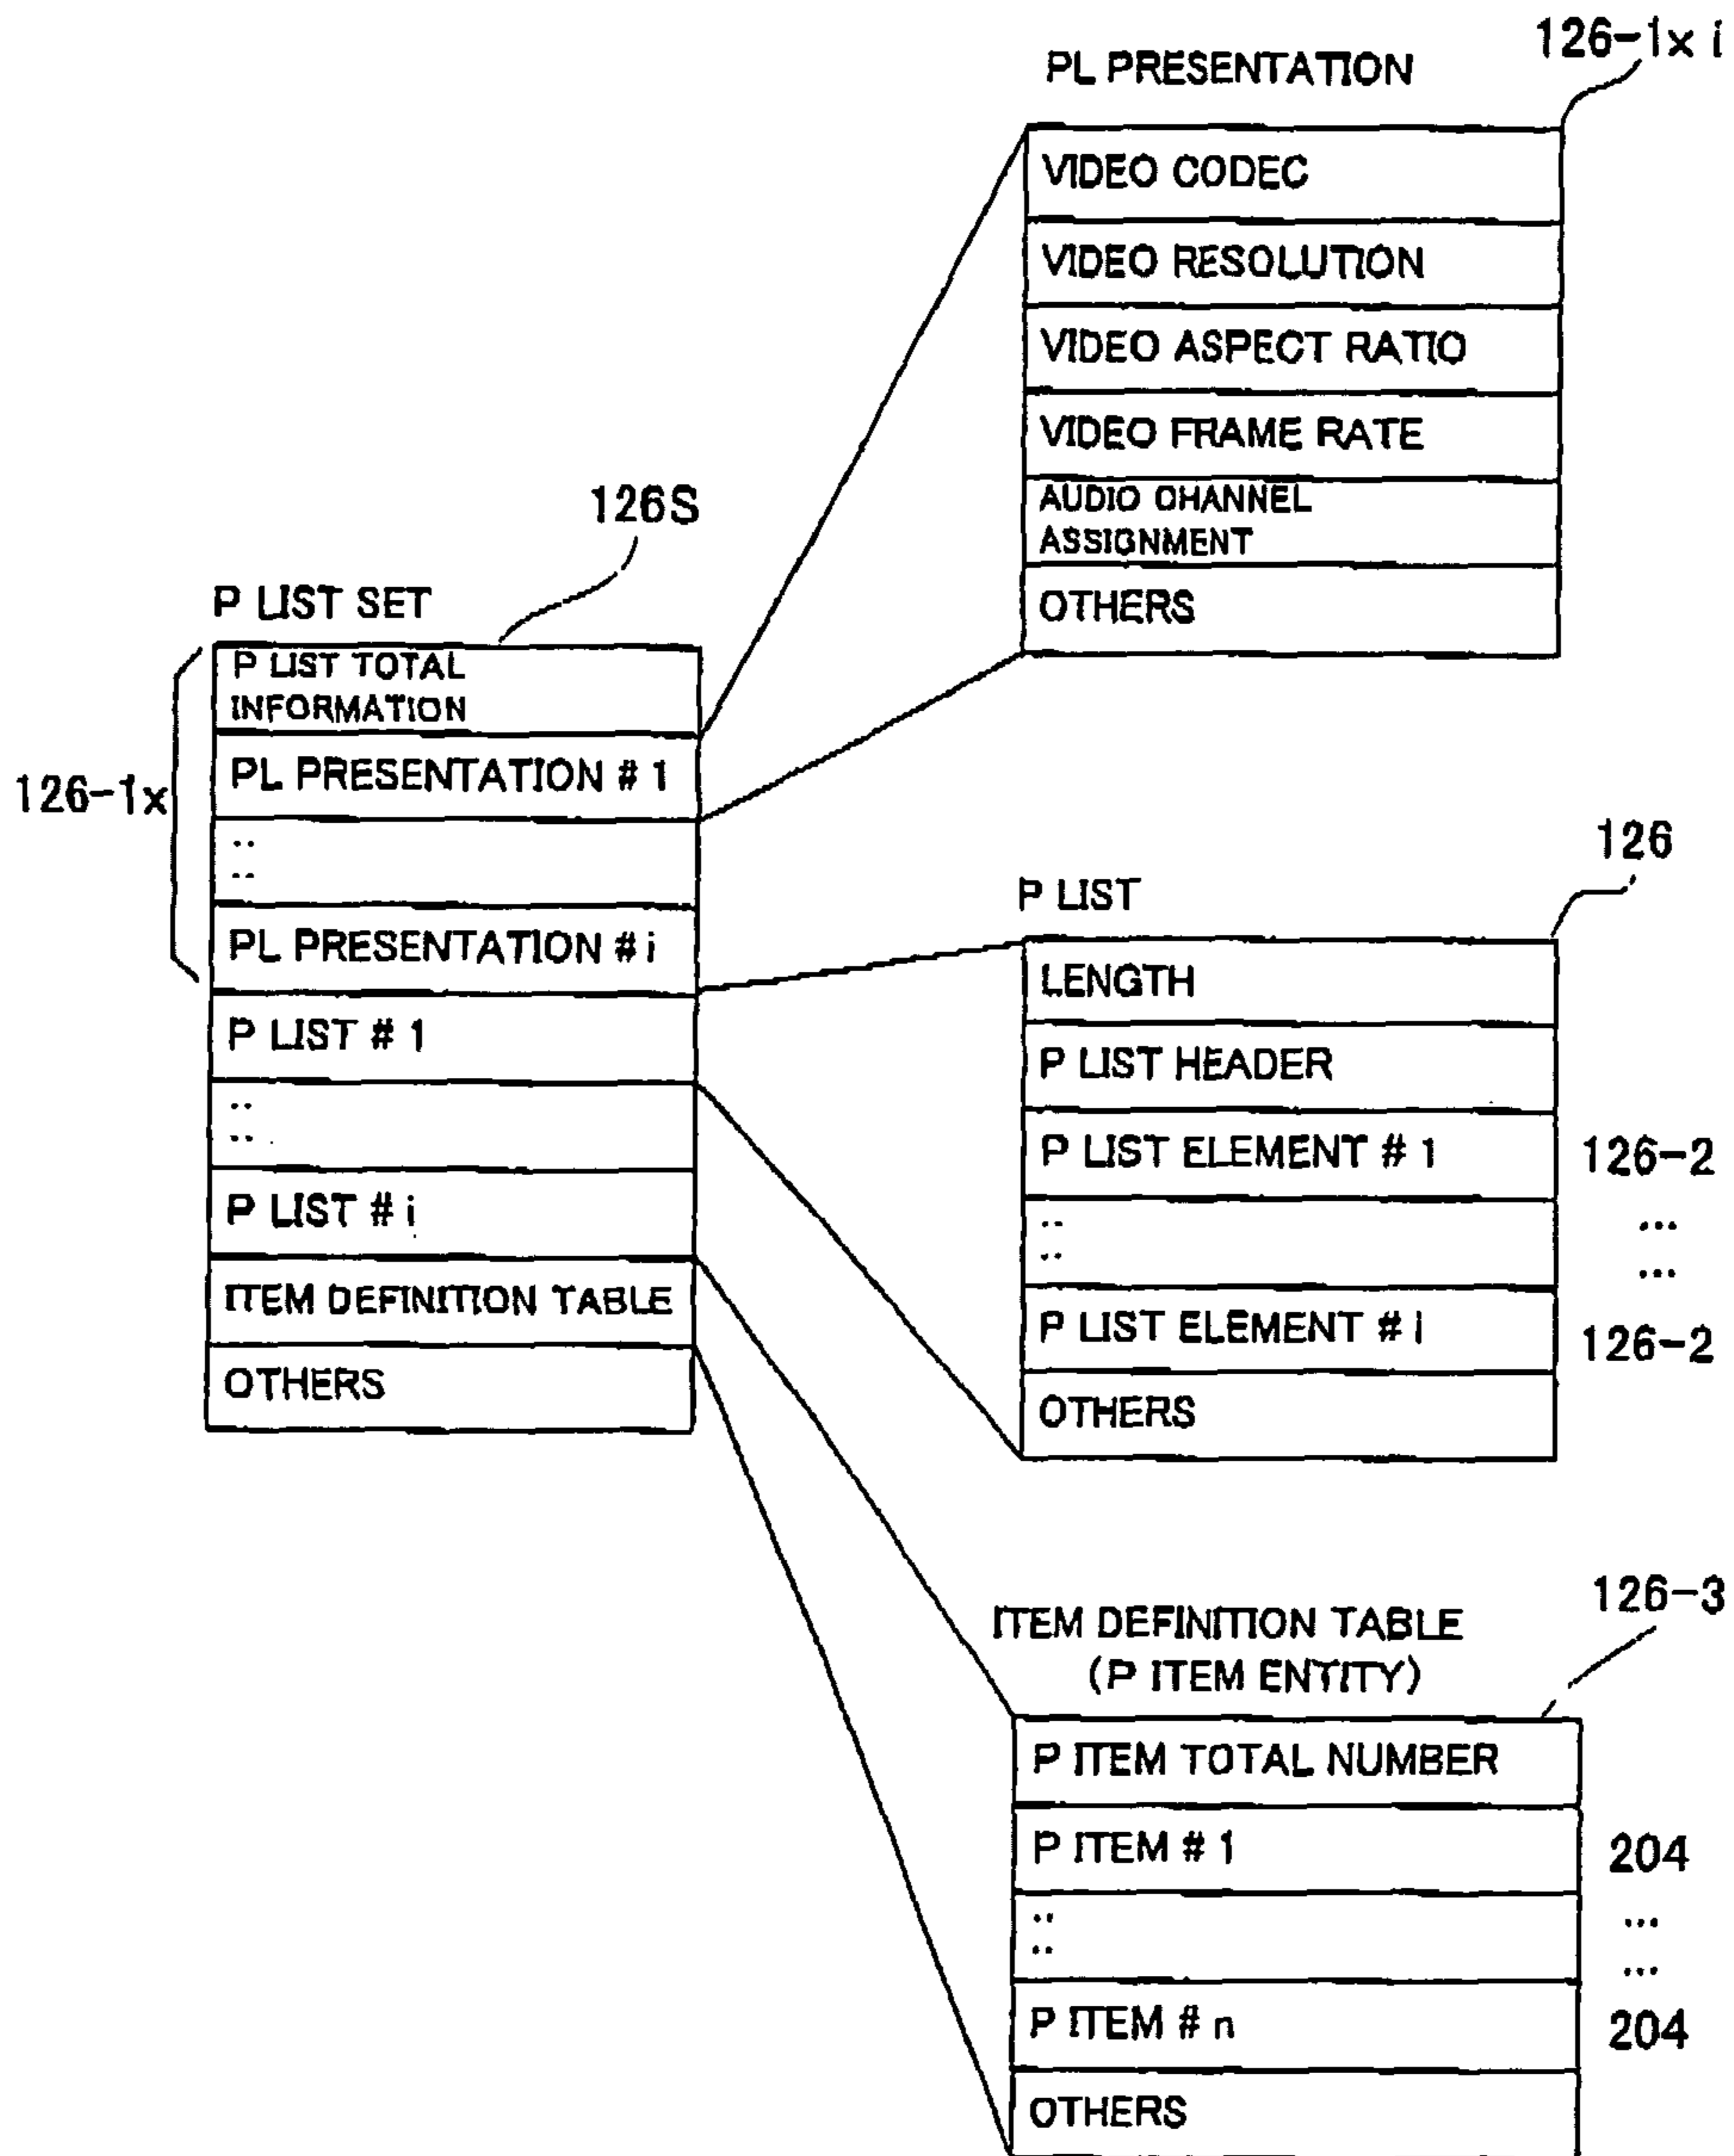 126-1x i
PL PRESENTATION
VIDEO CODEC
VIDEO RESOLUTION
VIDEO ASPECT RATIO
VIDEO FRAME RATE
AUDIO CHANNEL
ASSIGNMENT
OTHERS
126S
P LIST SET
P LIST TOTAL
INFORMATION
PL PRESENTATION # 1
::
PL PRESENTATION # i
126-1x
P LIST # 1
::
P LIST # i
ITEM DEFINITION TABLE
OTHERS
126
P LIST
LENGTH
P LIST HEADER
P LIST ELEMENT # 1 126-2
:: ...
...
P LIST ELEMENT # i 126-2
OTHERS
126-3
ITEM DEFINITION TABLE
(P ITEM ENTITY)
P ITEM TOTAL NUMBER
P ITEM # 1 204
:: ...
...
P ITEM # n 204
OTHERS